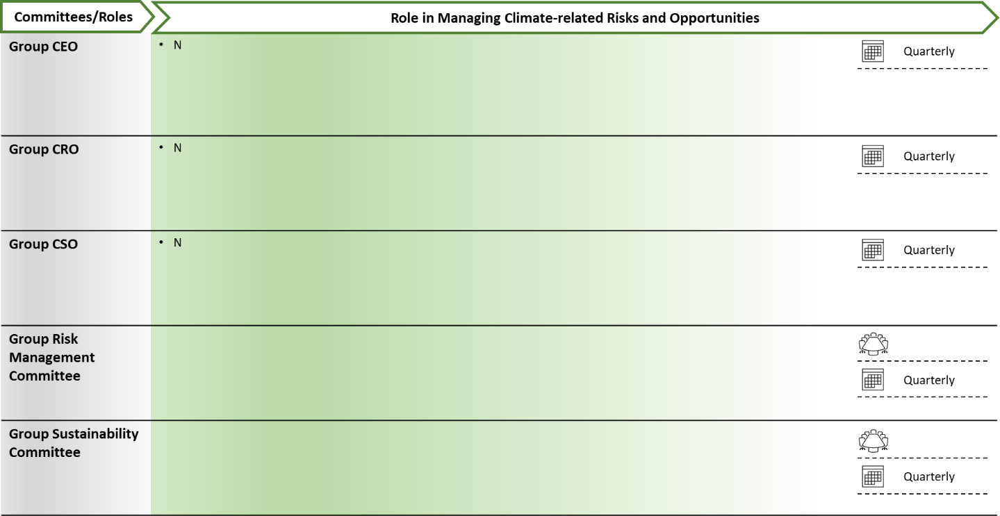 Committees/Roles
Role in Managing Climate-related Risks and Opportunities
Group CEO
• N
Quarterly
Group CRO
• N
Quarterly
Group CSO
• N
Quarterly
Group Risk
Management
Committee
Quarterly
Group Sustainability
Committee
Quarterly